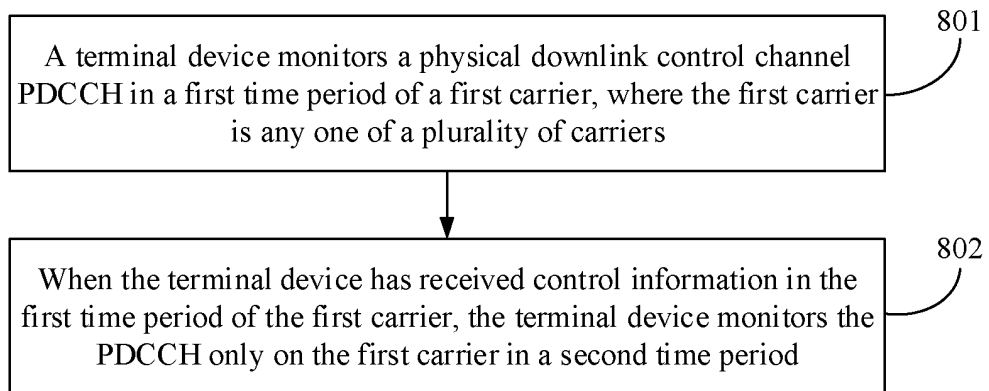 801
A terminal device monitors a physical downlink control channel
PDCCH in a first time period of a first carrier, where the first carrier
is any one of a plurality of carriers
802
When the terminal device has received control information in the
first time period of the first carrier, the terminal device monitors the
PDCCH only on the first carrier in a second time period